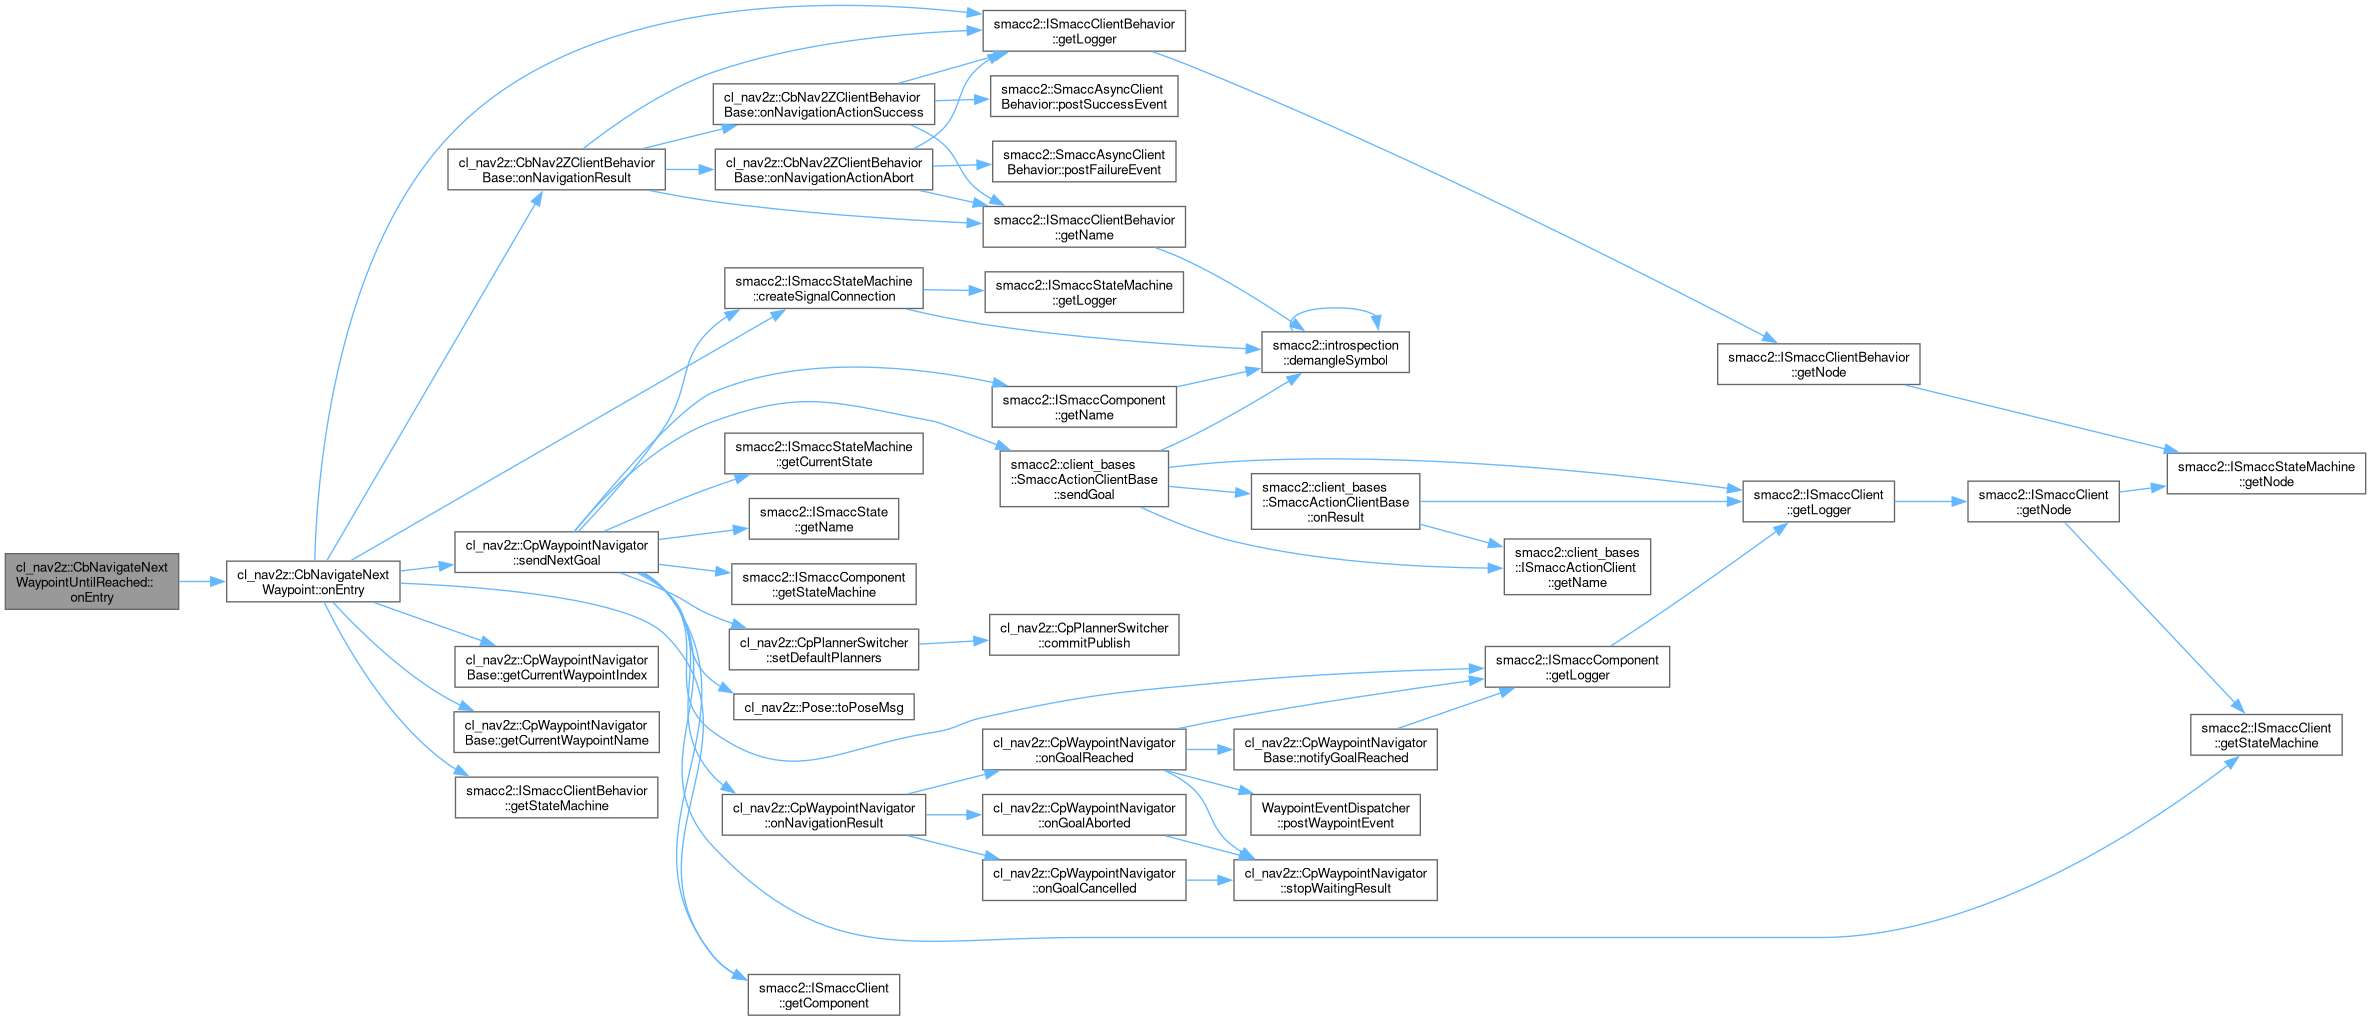 cl_nav2z::CbNavigateNext
WaypointUntilReached::
onEntry
cl_nav2z::CbNavigateNext
Waypoint::onEntry
cl_nav2z::CbNav2ZClientBehavior
Base::onNavigationResult
cl_nav2z::CpWaypointNavigator
::sendNextGoal
cl_nav2z::CpWaypointNavigator
Base::getCurrentWaypointIndex
cl_nav2z::CpWaypointNavigator
Base::getCurrentWaypointName
smacc2::ISmaccClientBehavior
::getStateMachine
cl_nav2z::CbNav2ZClientBehavior
Base::onNavigationActionSuccess
cl_nav2z::CbNav2ZClientBehavior
Base::onNavigationActionAbort
smacc2::ISmaccStateMachine
::createSignalConnection
smacc2::ISmaccStateMachine
::getCurrentState
smacc2::ISmaccState
::getName
smacc2::ISmaccComponent
::getStateMachine
cl_nav2z::CpPlannerSwitcher
::setDefaultPlanners
cl_nav2z::Pose::toPoseMsg
cl_nav2z::CpWaypointNavigator
::onNavigationResult
smacc2::ISmaccClient
::getComponent
smacc2::ISmaccClientBehavior
::getLogger
smacc2::SmaccAsyncClient
Behavior::postSuccessEvent
smacc2::SmaccAsyncClient
Behavior::postFailureEvent
smacc2::ISmaccClientBehavior
::getName
smacc2::ISmaccStateMachine
::getLogger
smacc2::ISmaccComponent
::getName
smacc2::client_bases
::SmaccActionClientBase
::sendGoal
cl_nav2z::CpPlannerSwitcher
::commitPublish
cl_nav2z::CpWaypointNavigator
::onGoalReached
cl_nav2z::CpWaypointNavigator
::onGoalAborted
cl_nav2z::CpWaypointNavigator
::onGoalCancelled
smacc2::introspection
::demangleSymbol
smacc2::client_bases
::SmaccActionClientBase
::onResult
cl_nav2z::CpWaypointNavigator
Base::notifyGoalReached
WaypointEventDispatcher
::postWaypointEvent
cl_nav2z::CpWaypointNavigator
::stopWaitingResult
smacc2::client_bases
::ISmaccActionClient
::getName
smacc2::ISmaccComponent
::getLogger
smacc2::ISmaccClientBehavior
::getNode
smacc2::ISmaccClient
::getLogger
smacc2::ISmaccClient
::getNode
smacc2::ISmaccStateMachine
::getNode
smacc2::ISmaccClient
::getStateMachine